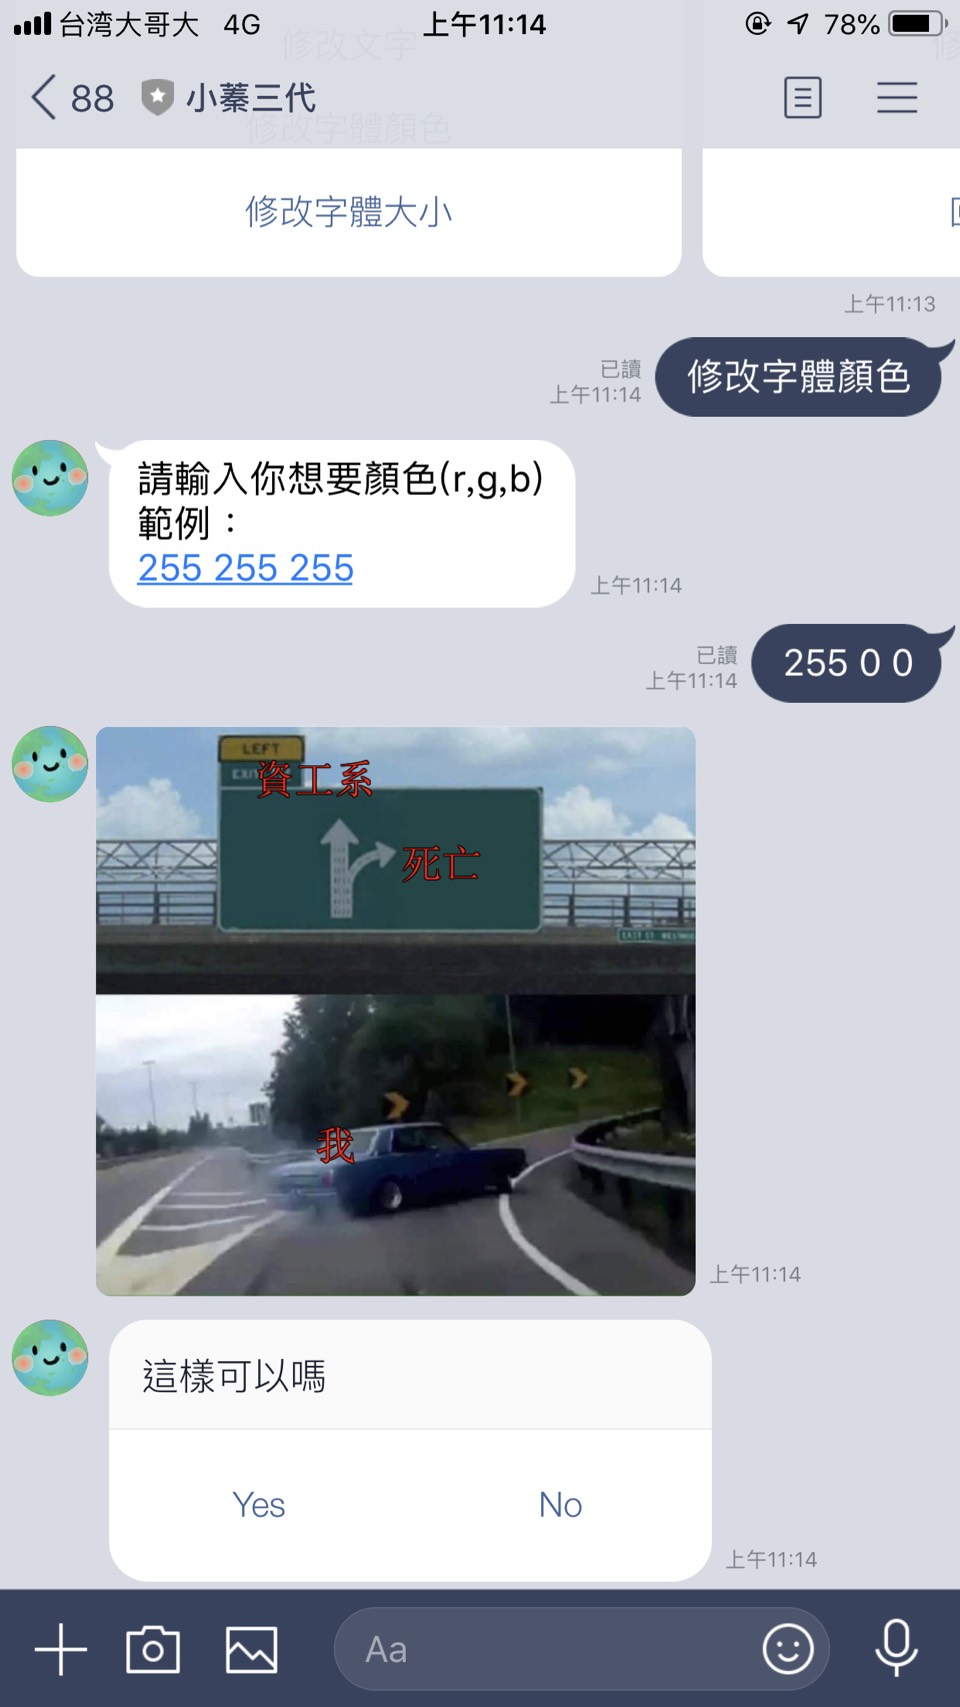 台湾大哥大 4G 上午11:14 78%
修改文字
88 小蓁三代
修改字體顏色
修改字體大小
上午11:13
已讀
上午11:14
修改字體顏色
請輸入你想要顏色(r,g,b)
範例：
255 255 255
上午11:14
已讀
上午11:14
255 0 0
LEFT
EXIT
資工系
死亡
我
上午11:14
這樣可以嗎
Yes No
上午11:14
Aa